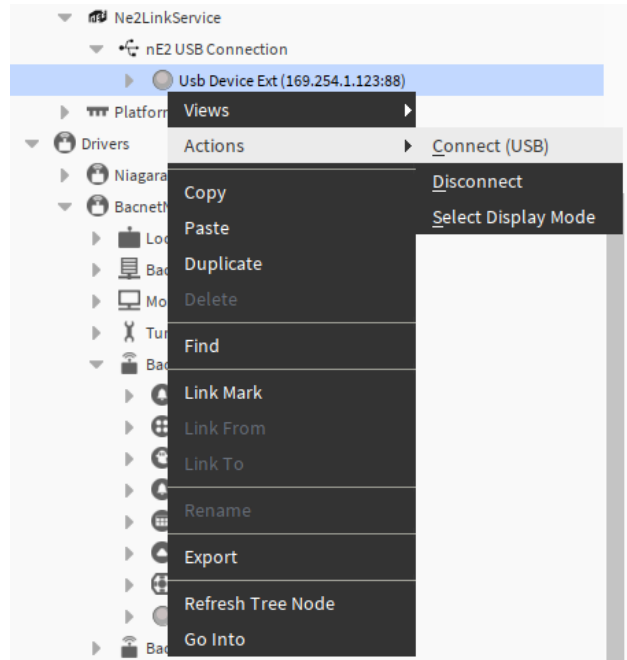 Ne2LinkService
nE2 USB Connection
Usb Device Ext (169.254.1.123:88)
Platforr
Views
Drivers
Actions
Connect (USB)
Niagara
Disconnect
Copy
BacnetN
Select Display Mode
Paste
Loc
Duplicate
Bac
Delete
Mo
Tur
Find
Bac
Link Mark
Link From
Link To
Rename
Export
Refresh Tree Node
Go Into
Bac